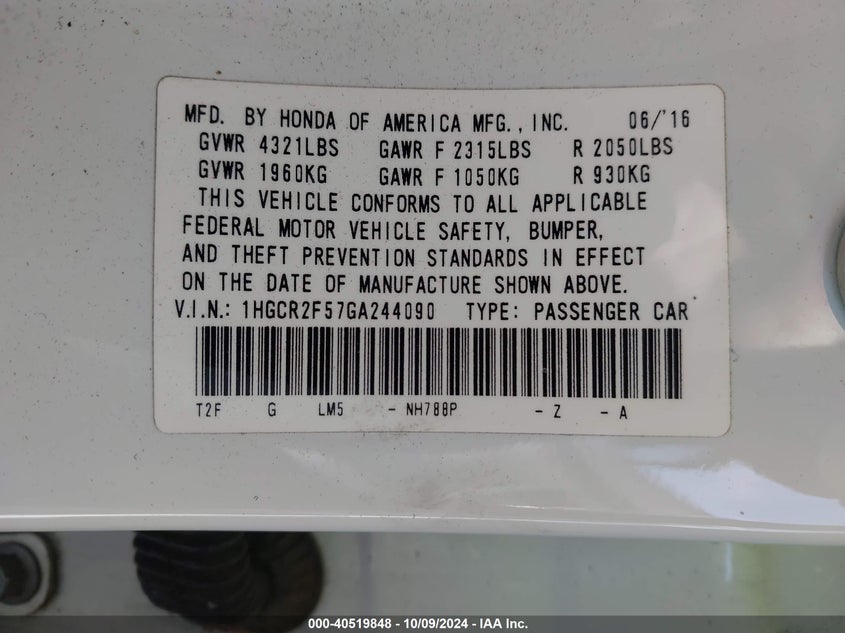 MFD. BY HONDA OF AMERICA MFG., INC. 06/'16
GVWR 4321LBS GAWR F 2315LBS R 2050LBS
GVWR 1960KG GAWR F 1050KG R 930KG
THIS VEHICLE CONFORMS TO ALL APPLICABLE
FEDERAL MOTOR VEHICLE SAFETY, BUMPER,
AND THEFT PREVENTION STANDARDS IN EFFECT
ON THE DATE OF MANUFACTURE SHOWN ABOVE.
V.I.N.: 1HGCR2F57GA244090 TYPE: PASSENGER CAR
T2F G LM5 - NH788P - Z - A
000-40519848 - 10/09/2024 - IAA Inc.